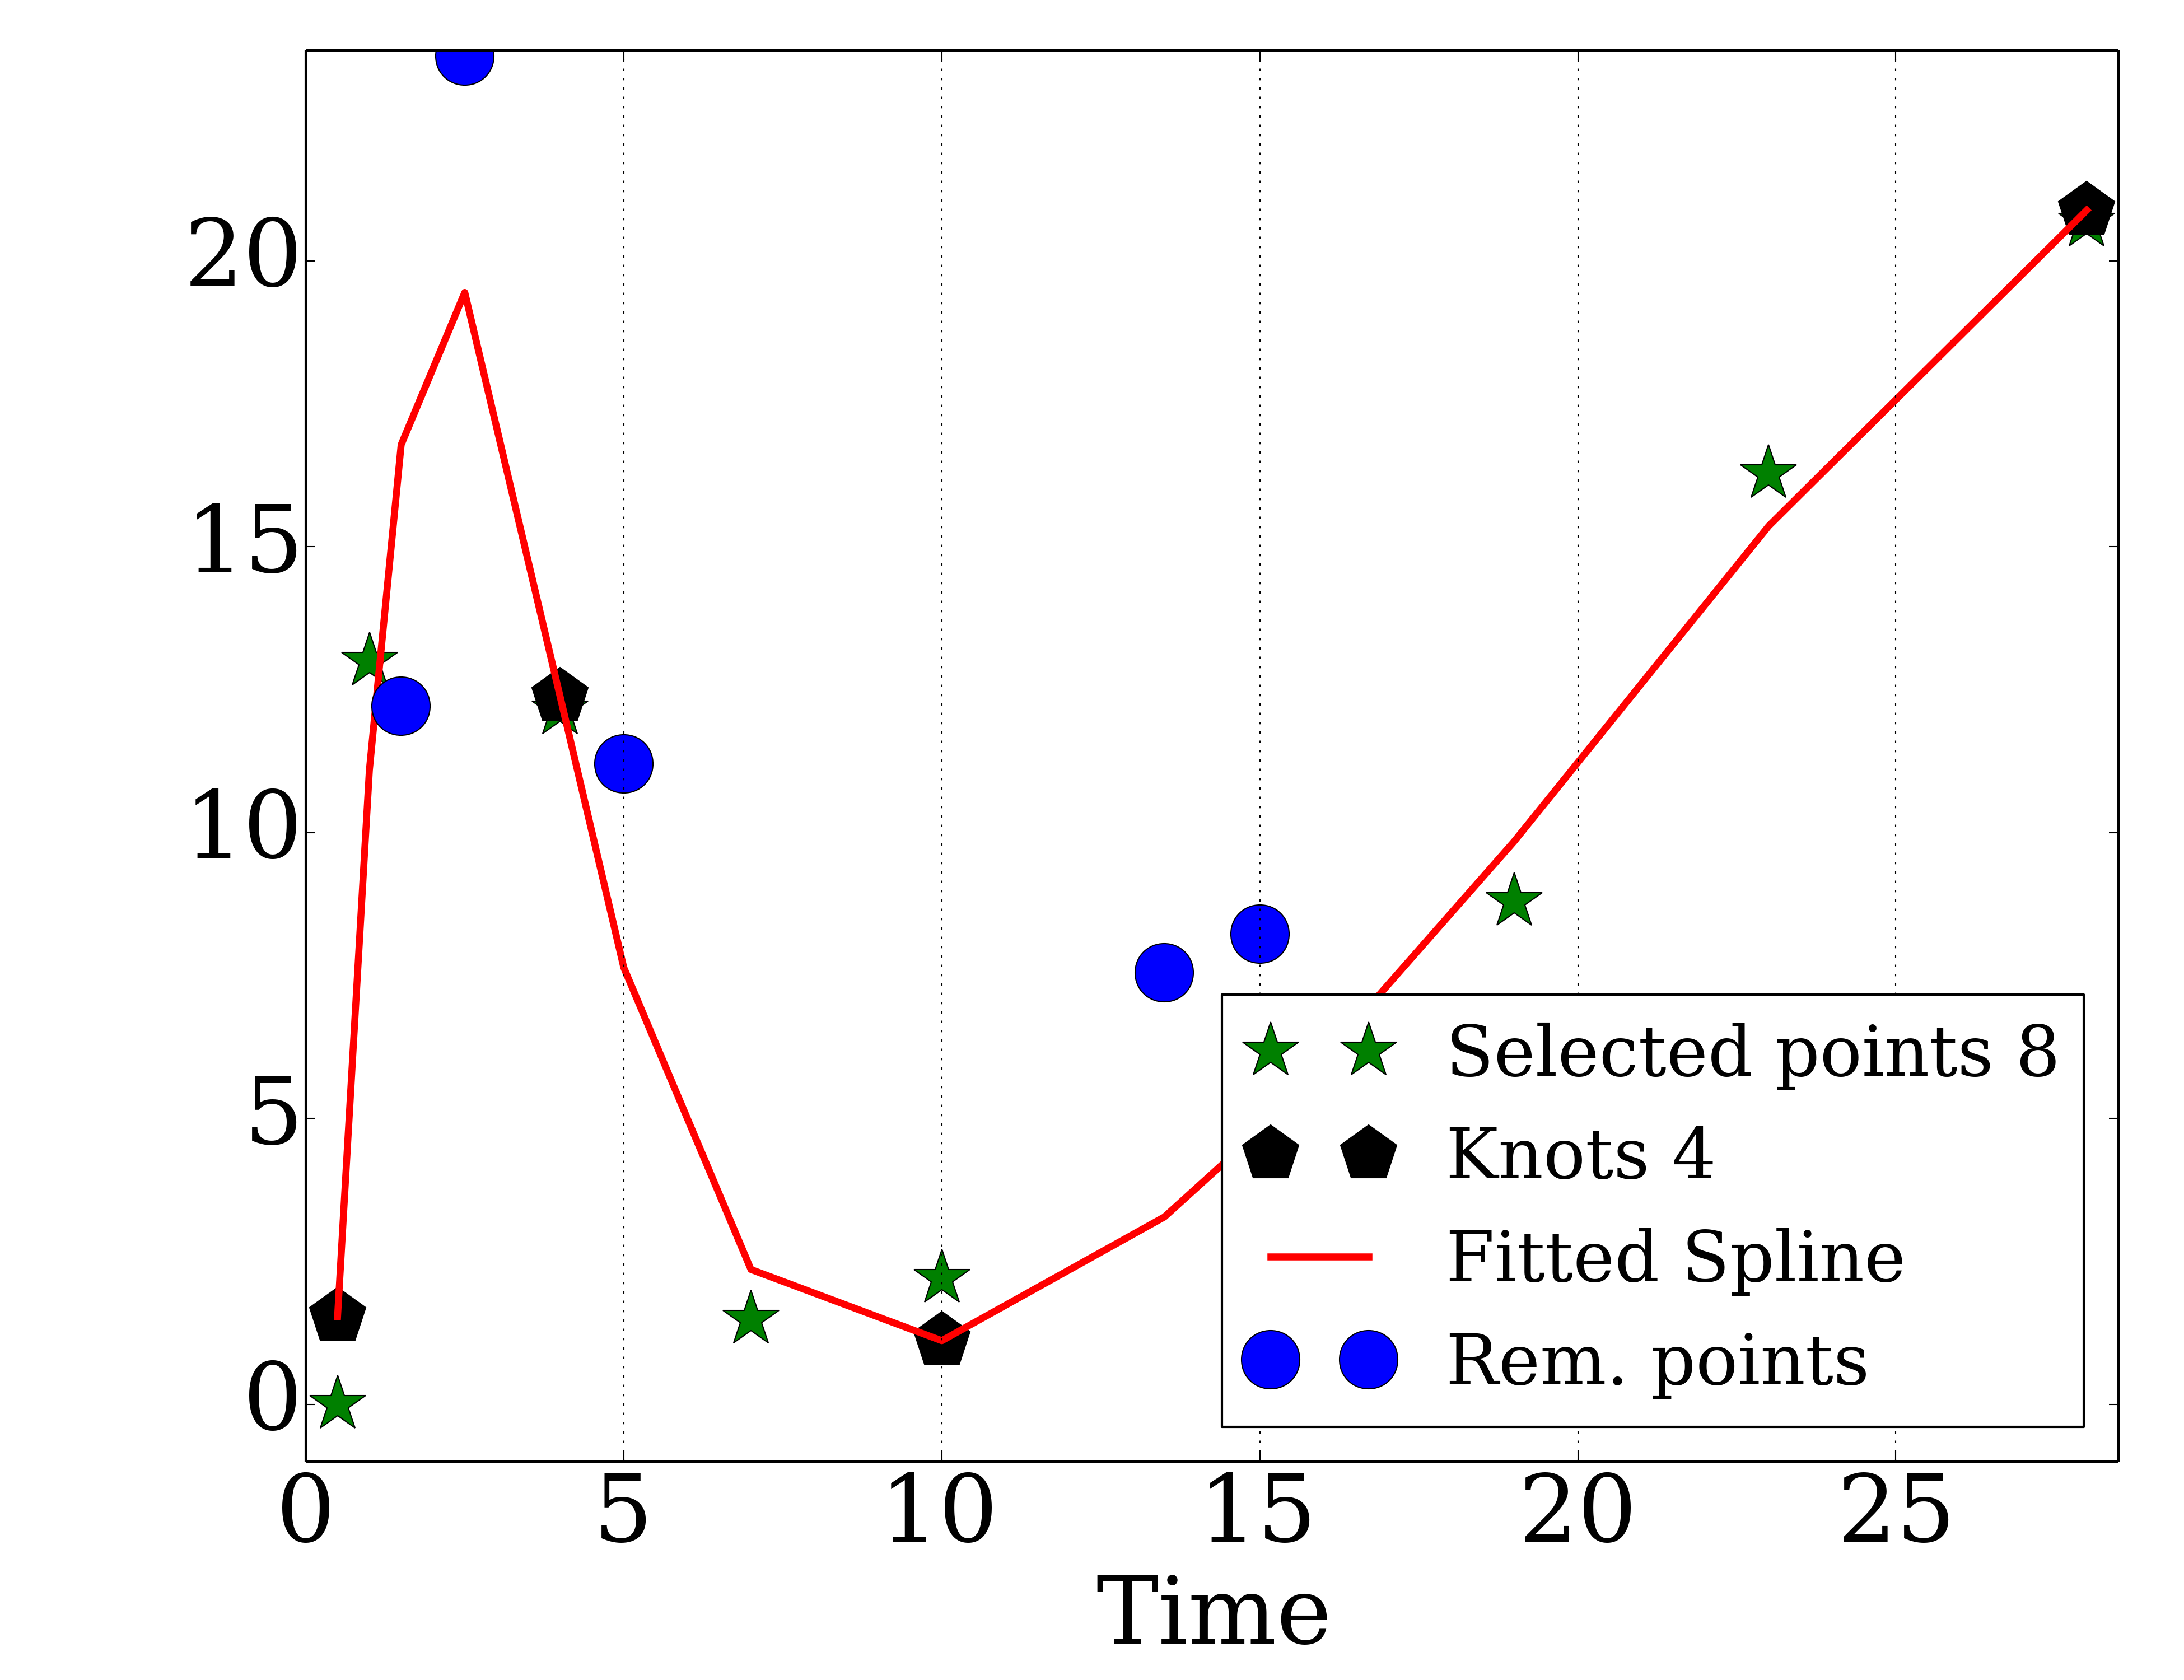 20
15
10
5
0
0 5 10 15 20 25
Time
Selected points 8
Knots 4
Fitted Spline
Rem. points